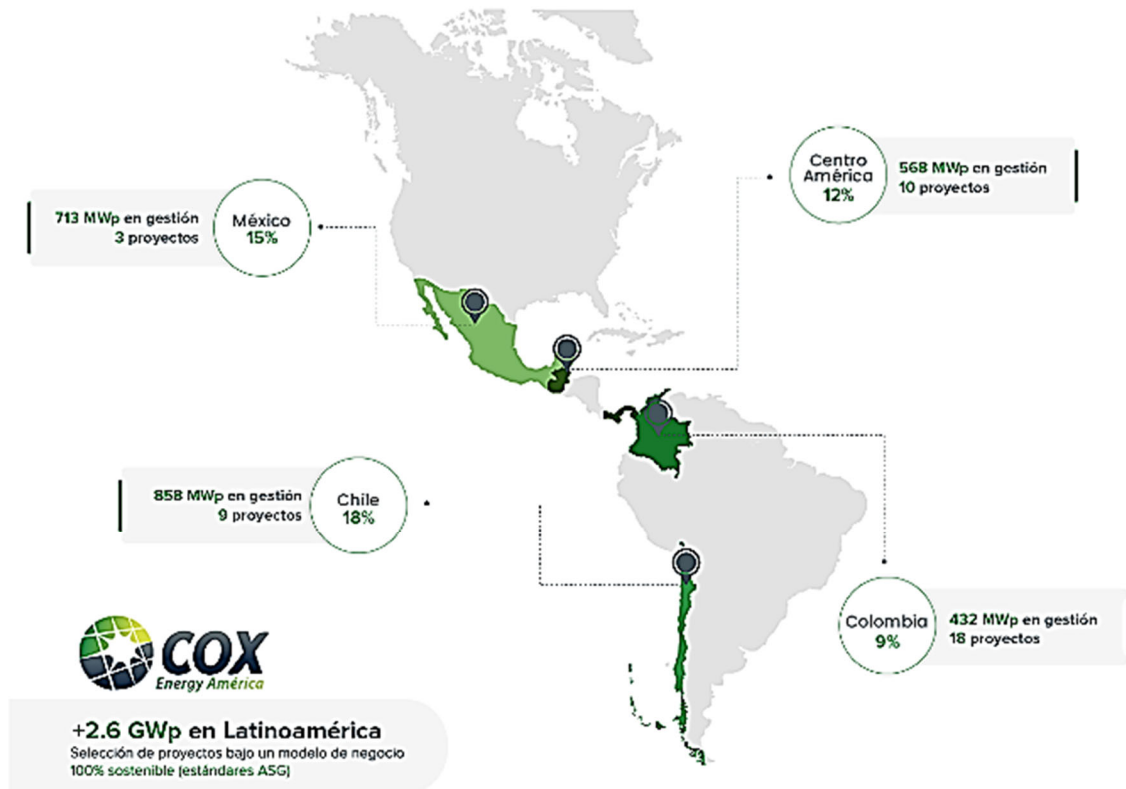 Centro
América
12%
568 MWp en gestión
10 proyectos
713 MWp en gestión
3 proyectos
México
15%
858 MWp en gestión
9 proyectos
Chile
18%
Colombia
9%
432 MWp en gestión
18 proyectos
COX
Energy América
+2.6 GWp en Latinoamérica
Selección de proyectos bajo un modelo de negocio
100% sostenible (estándares ASG)